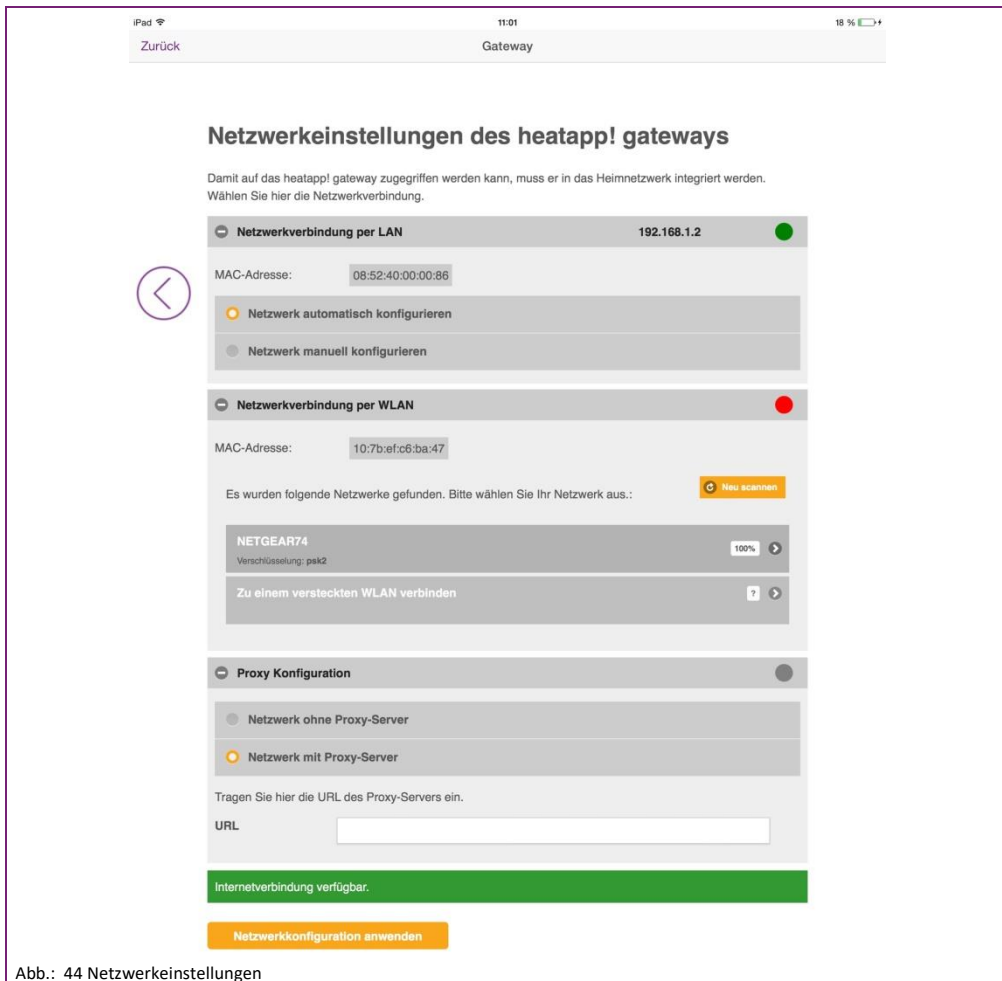 iPad 11:01 18 %
Zurück Gateway
Netzwerkeinstellungen des heatapp! gateways
Damit auf das heatapp! gateway zugegriffen werden kann, muss er in das Heimnetzwerk integriert werden.
Wählen Sie hier die Netzwerkverbindung.
Netzwerkverbindung per LAN 192.168.1.2
MAC-Adresse: 08:52:40:00:00:86
Netzwerk automatisch konfigurieren
Netzwerk manuell konfigurieren
Netzwerkverbindung per WLAN
MAC-Adresse: 10:7b:ef:c6:ba:47
Es wurden folgende Netzwerke gefunden. Bitte wählen Sie Ihr Netzwerk aus.: Neu scannen
NETGEAR74 100%
Verschlüsselung: psk2
Zu einem versteckten WLAN verbinden ?
Proxy Konfiguration
Netzwerk ohne Proxy-Server
Netzwerk mit Proxy-Server
Tragen Sie hier die URL des Proxy-Servers ein.
URL
Internetverbindung verfügbar.
Netzwerkkonfiguration anwenden
Abb.: 44 Netzwerkeinstellungen